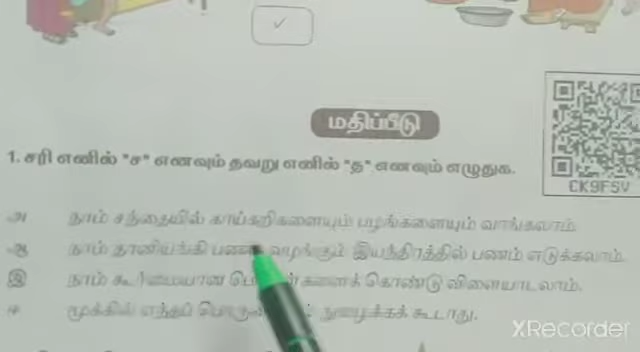 மதிப்பீடு
1. சரி எனில் "ச" எனவும் தவறு எனில் "த" எனவும் எழுதுக.
CK9F5V
அ நாம் சந்தையில் காய்கறிகளையும் பழங்களையும் வாங்கலாம்.
ஆ நாம் தானியங்கி பணம் வழங்கும் இயந்திரத்தில் பணம் எடுக்கலாம்.
இ நாம் கூர்மையான கொண்டு விளையாடலாம்.
ஈ மூக்கில் எந்தப் நுழைக்கக் கூடாது.
XRecorder